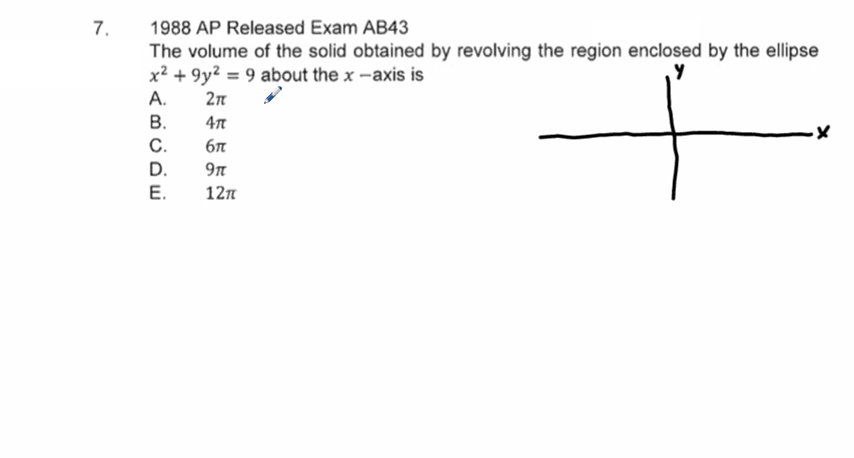 7. 1988 AP Released Exam AB43
The volume of the solid obtained by revolving the region enclosed by the ellipse
x² + 9y² = 9 about the x −axis is
y
A. 2π
B. 4π
x
C. 6π
D. 9π
E. 12π